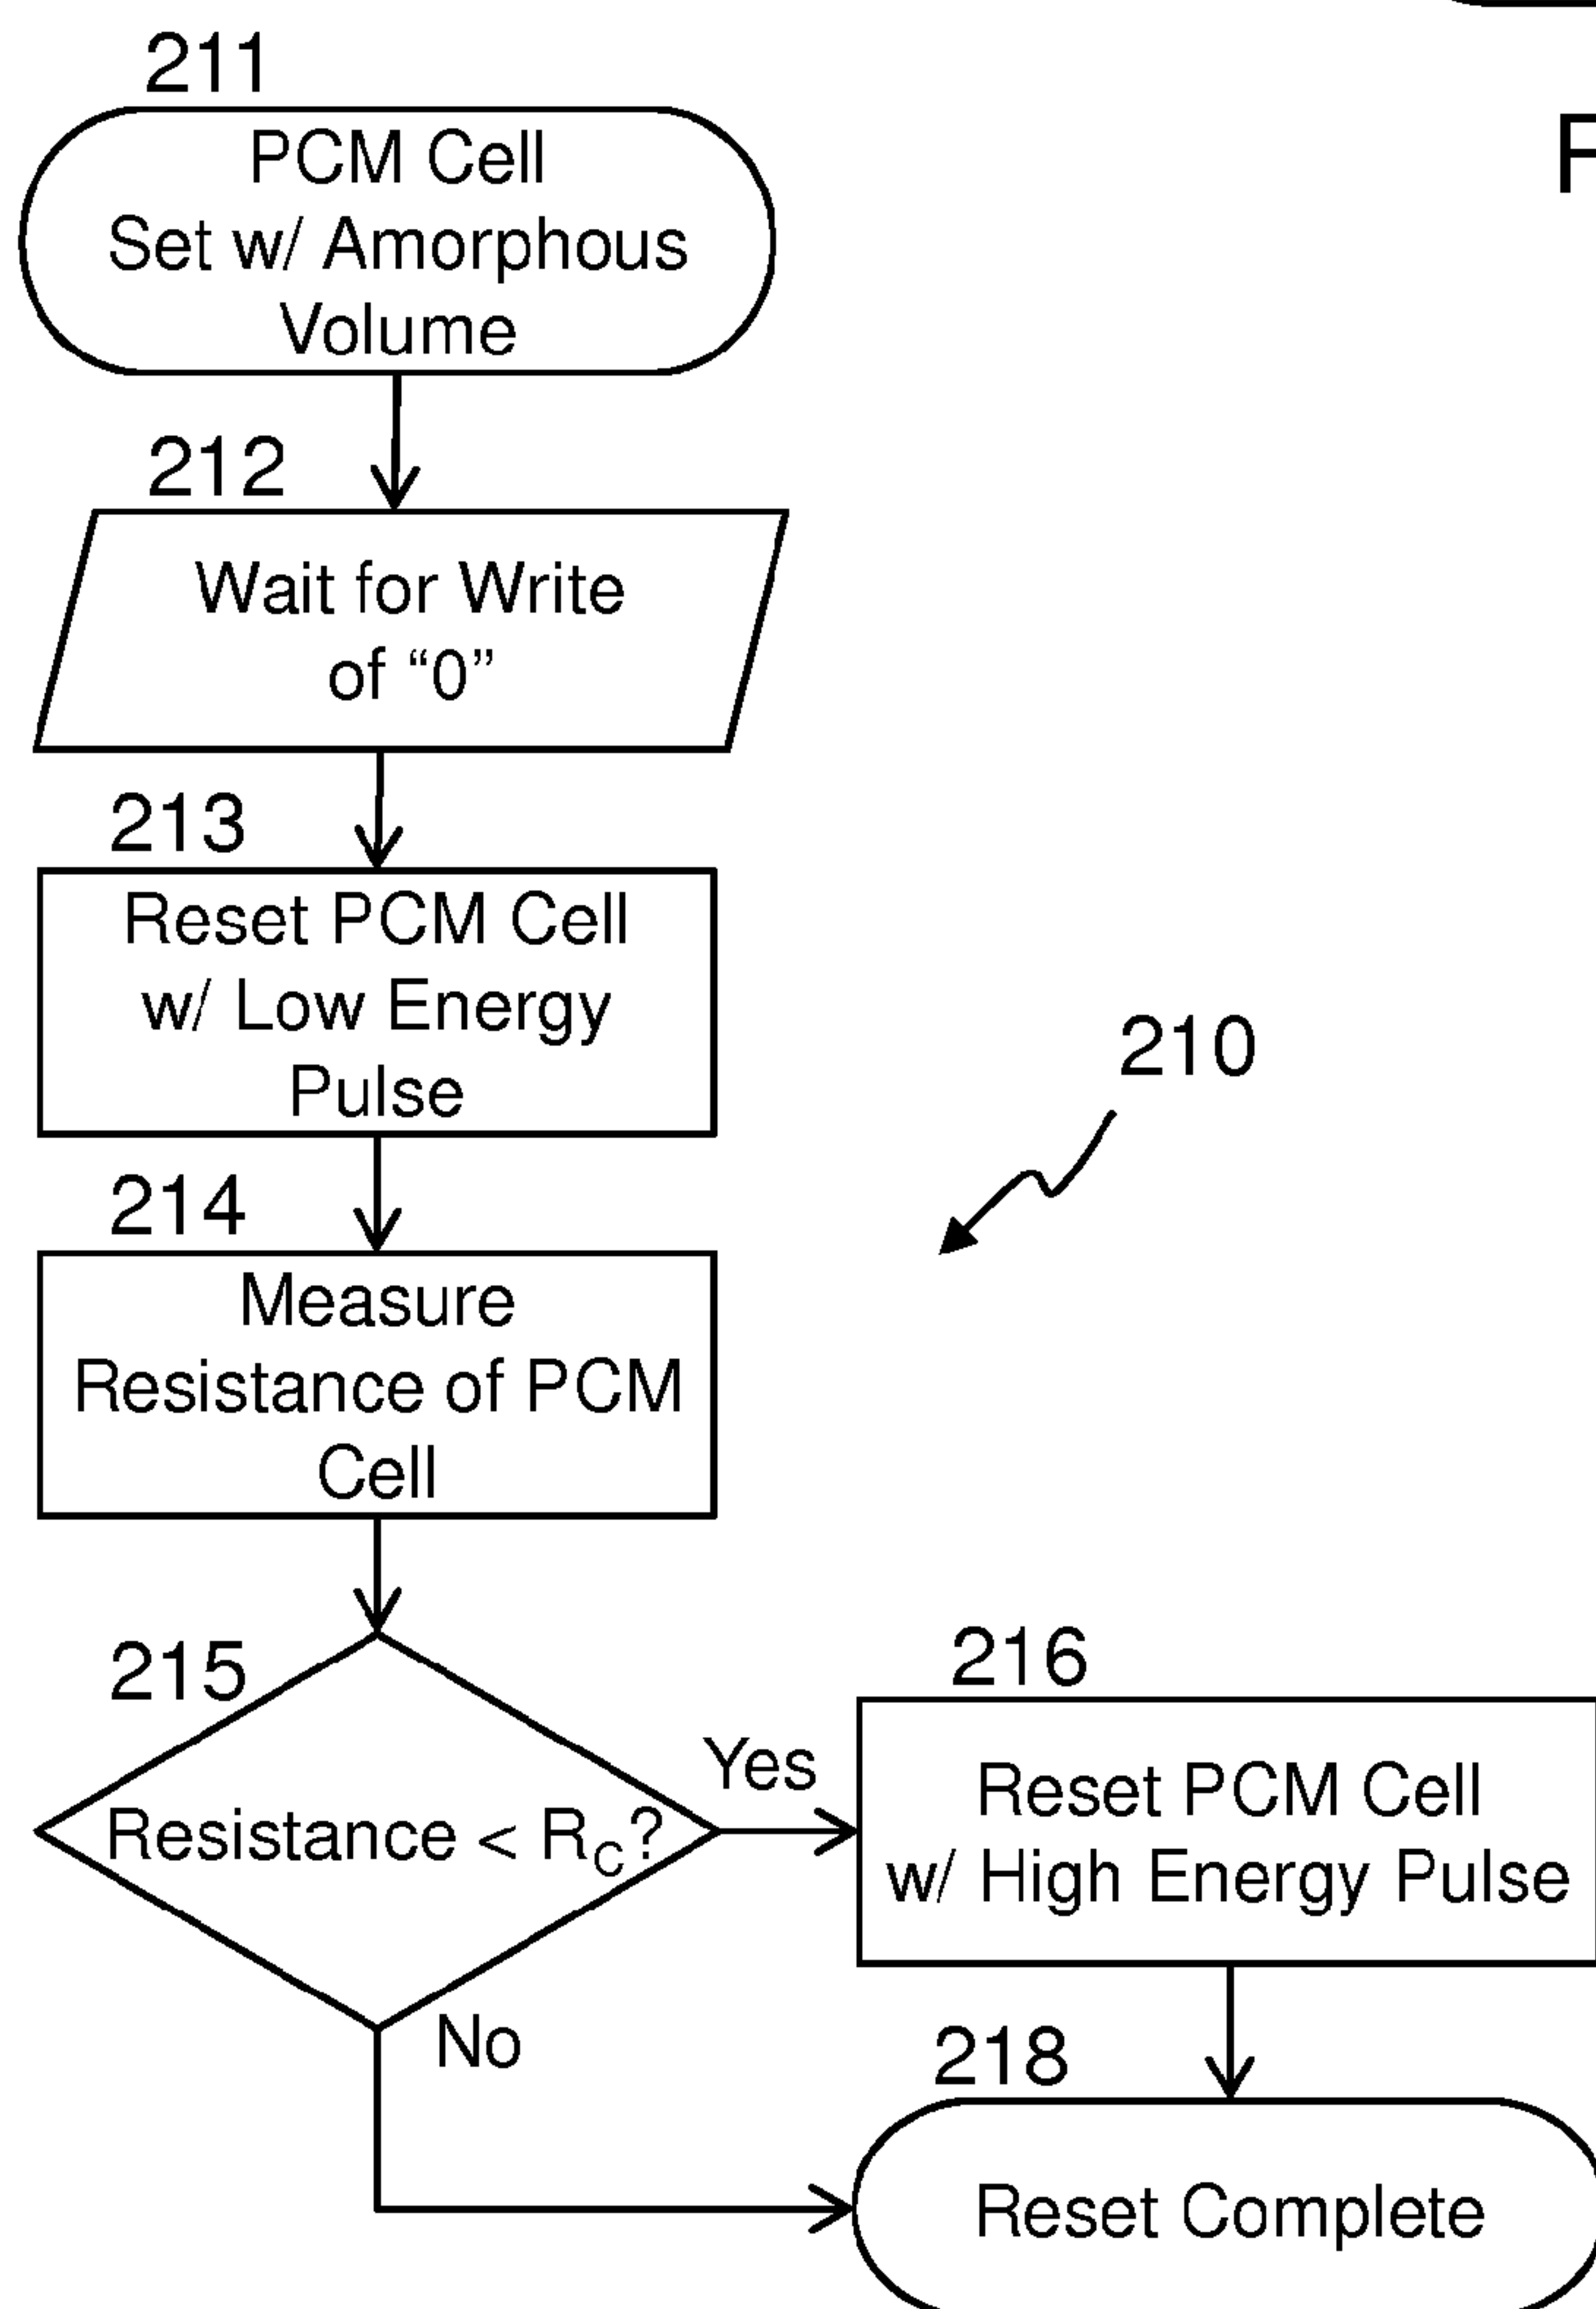 211
PCM Cell
Set w/ Amorphous
Volume
212
Wait for Write
of “0”
213
Reset PCM Cell
w/ Low Energy
Pulse
210
214
Measure
Resistance of PCM
Cell
215
Resistance < RC?
Yes
No
216
Reset PCM Cell
w/ High Energy Pulse
218
Reset Complete